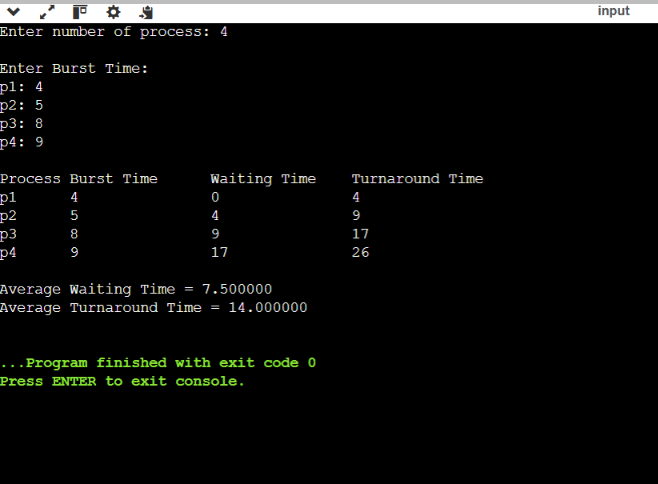 input
Enter number of process: 4
Enter Burst Time:
p1: 4
p2: 5
p3: 8
p4: 9
Process Burst Time Waiting Time Turnaround Time
p1 4 0 4
p2 5 4 9
p3 8 9 17
p4 9 17 26
Average Waiting Time = 7.500000
Average Turnaround Time = 14.000000
...Program finished with exit code 0
Press ENTER to exit console.